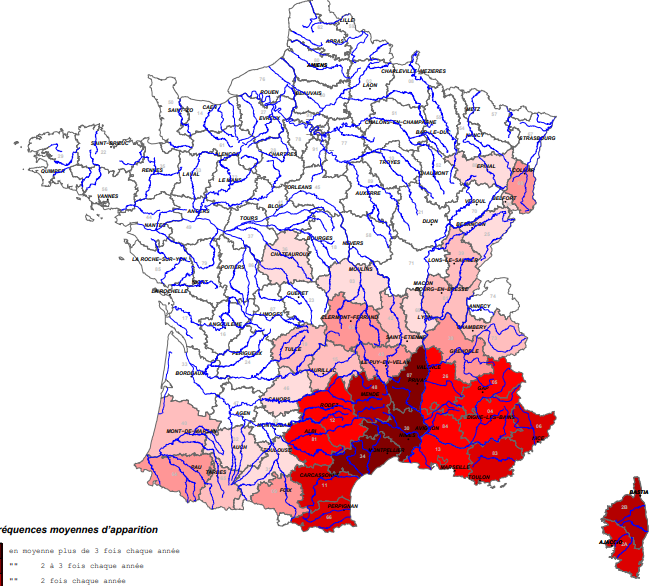 LILLE
ARRAS
AMIENS
CHARLEVILLE-MEZIERES
LAON
ROUEN
BEAUVAIS
METZ
CAEN
SAINT-LO
EVREUX
CHALONS-EN-CHAMPAGNE
BAR-LE-DUC
NANCY
STRASBOURG
SAINT-BRIEUC
ALENCON
CHARTRES
TROYES
EPINAL
COLMAR
QUIMPER
RENNES
LAVAL
LE MANS
CHAUMONT
ORLEANS
AUXERRE
VANNES
VESOUL
BELFORT
BLOIS
ANGERS
TOURS
DIJON
BESANCON
NANTES
BOURGES
NEVERS
CHATEAUROUX
LONS-LE-SAUNIER
LA ROCHE-SUR-YON
POITIERS
MOULINS
MACON
BOURG-EN-BRESSE
LA ROCHELLE
GUERET
ANNECY
LIMOGES
CLERMONT-FERRAND
LYON
ANGOULEME
CHAMBERY
SAINT-ETIENNE
TULLE
PERIGUEUX
GRENOBLE
LE PUY-EN-VELAY
AURILLAC
BORDEAUX
VALENCE
PRIVAS
MENDE
GAP
CAHORS
RODEZ
AGEN
MONTAUBAN
DIGNE-LES-BAINS
MONT-DE-MARSAN
ALBI
AVIGNON
NIMES
NICE
AUCH
TOULOUSE
MONTPELLIER
PAU
TARBES
MARSEILLE
CARCASSONNE
TOULON
FOIX
PERPIGNAN
BASTIA
AJACCIO
réquences moyennes d'apparition
en moyenne plus de 3 fois chaque année
"" 2 à 3 fois chaque année
"" 2 fois chaque année